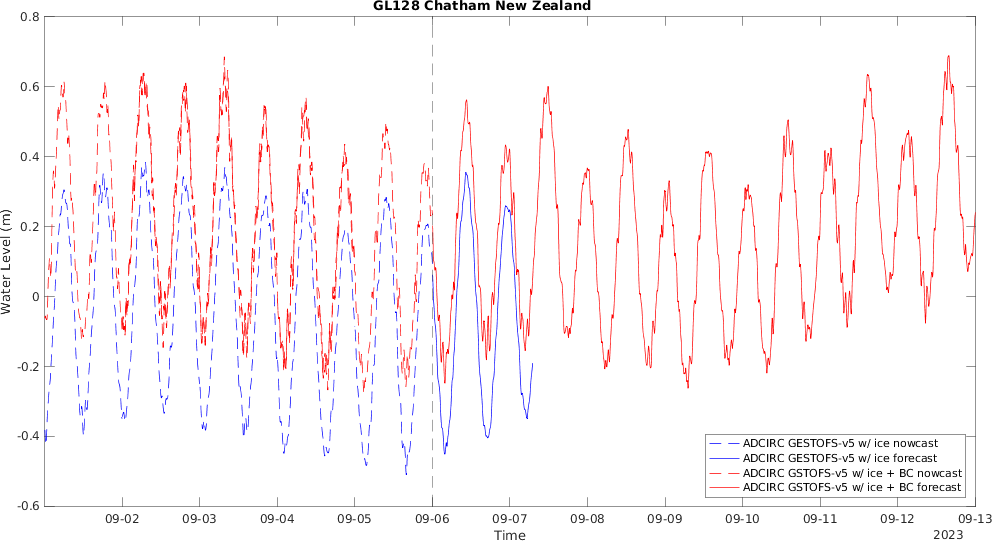 GL128 Chatham New Zealand
0.8
0.6
0.4
0.2
0
-0.2
-0.4
-0.6
Water Level (m)
ADCIRC GESTOFS-v5 w/ ice nowcast
ADCIRC GESTOFS-v5 w/ ice forecast
ADCIRC GSTOFS-v5 w/ ice + BC nowcast
ADCIRC GSTOFS-v5 w/ ice + BC forecast
09-02 09-03 09-04 09-05 09-06 09-07 09-08 09-09 09-10 09-11 09-12 09-13
Time
2023